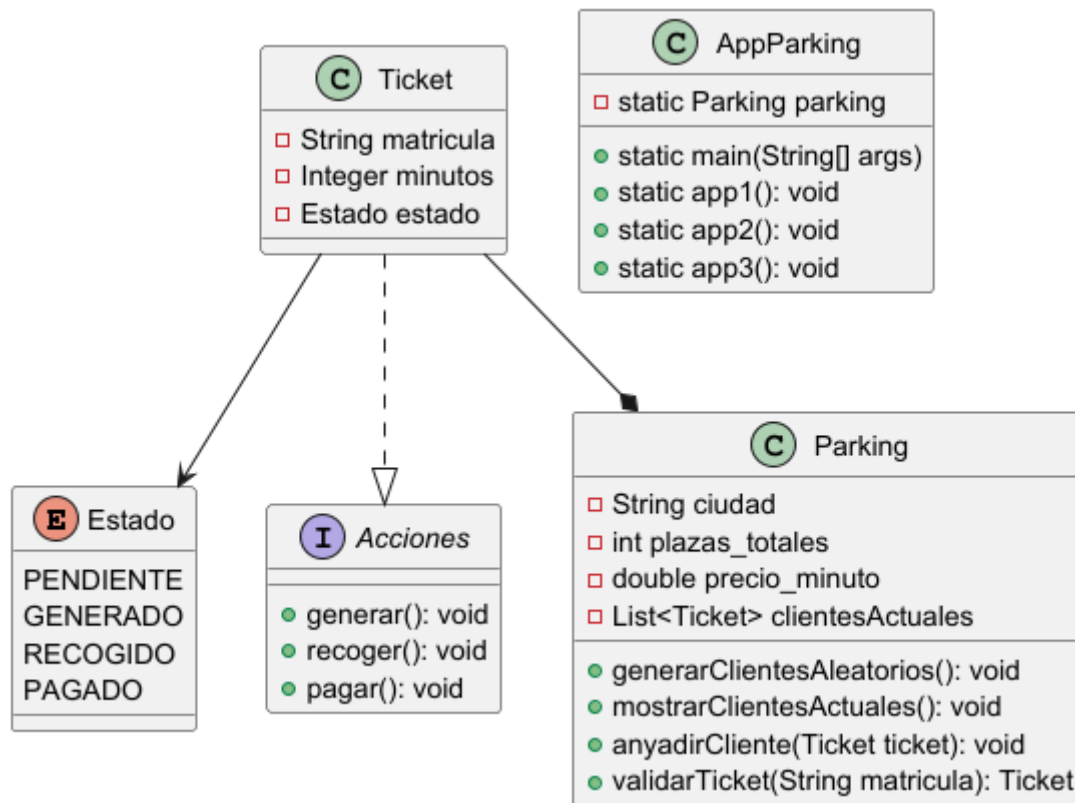 C Ticket
String matricula
Integer minutos
Estado estado
C AppParking
static Parking parking
static main(String[] args)
static app1(): void
static app2(): void
static app3(): void
E Estado
PENDIENTE
GENERADO
RECOGIDO
PAGADO
I Acciones
generar(): void
recoger(): void
pagar(): void
C Parking
String ciudad
int plazas_totales
double precio_minuto
List<Ticket> clientesActuales
generarClientesAleatorios(): void
mostrarClientesActuales(): void
anyadirCliente(Ticket ticket): void
validarTicket(String matricula): Ticket